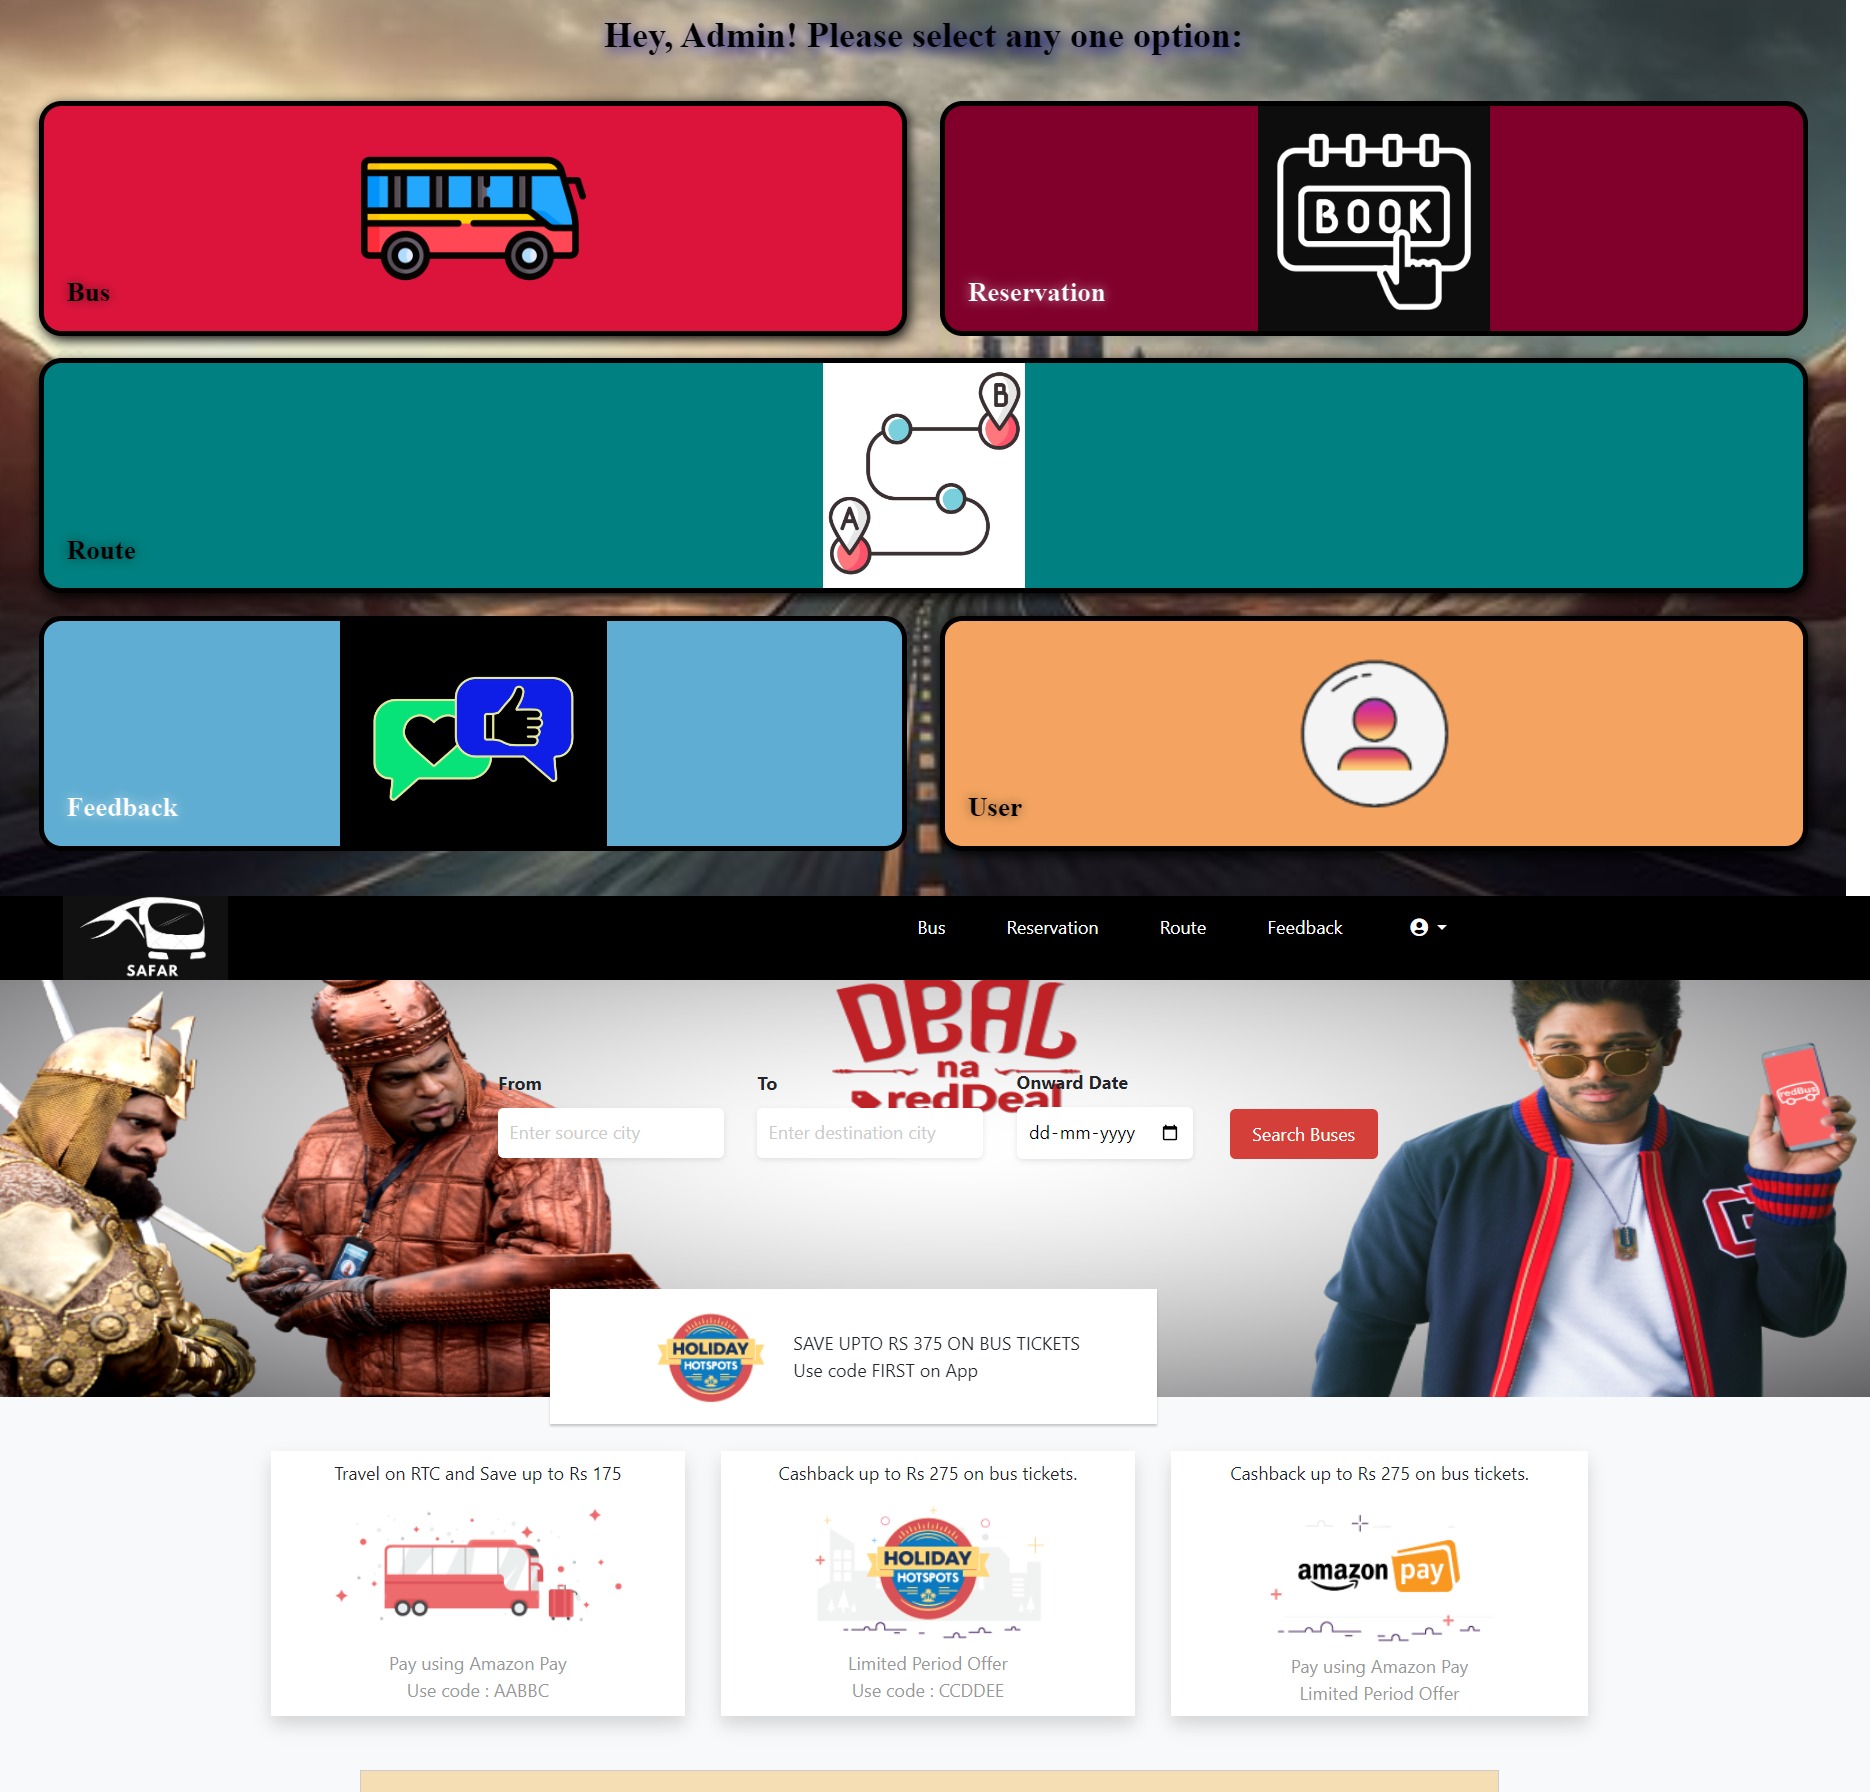 Hey, Admin! Please select any one option:
Bus
BOOK
Reservation
B
A
Route
Feedback
User
SAFAR
Bus
Reservation
Route
Feedback
DEAL
na
redDeal
From
To
Onward Date
Enter source city
Enter destination city
dd-mm-yyyy
Search Buses
redBus
G
HOLIDAY
HOTSPOTS
SAVE UPTO RS 375 ON BUS TICKETS
Use code FIRST on App
Travel on RTC and Save up to Rs 175
Pay using Amazon Pay
Use code : AABBC
Cashback up to Rs 275 on bus tickets.
HOLIDAY
HOTSPOTS
Limited Period Offer
Use code : CCDDEE
Cashback up to Rs 275 on bus tickets.
amazon pay
Pay using Amazon Pay
Limited Period Offer